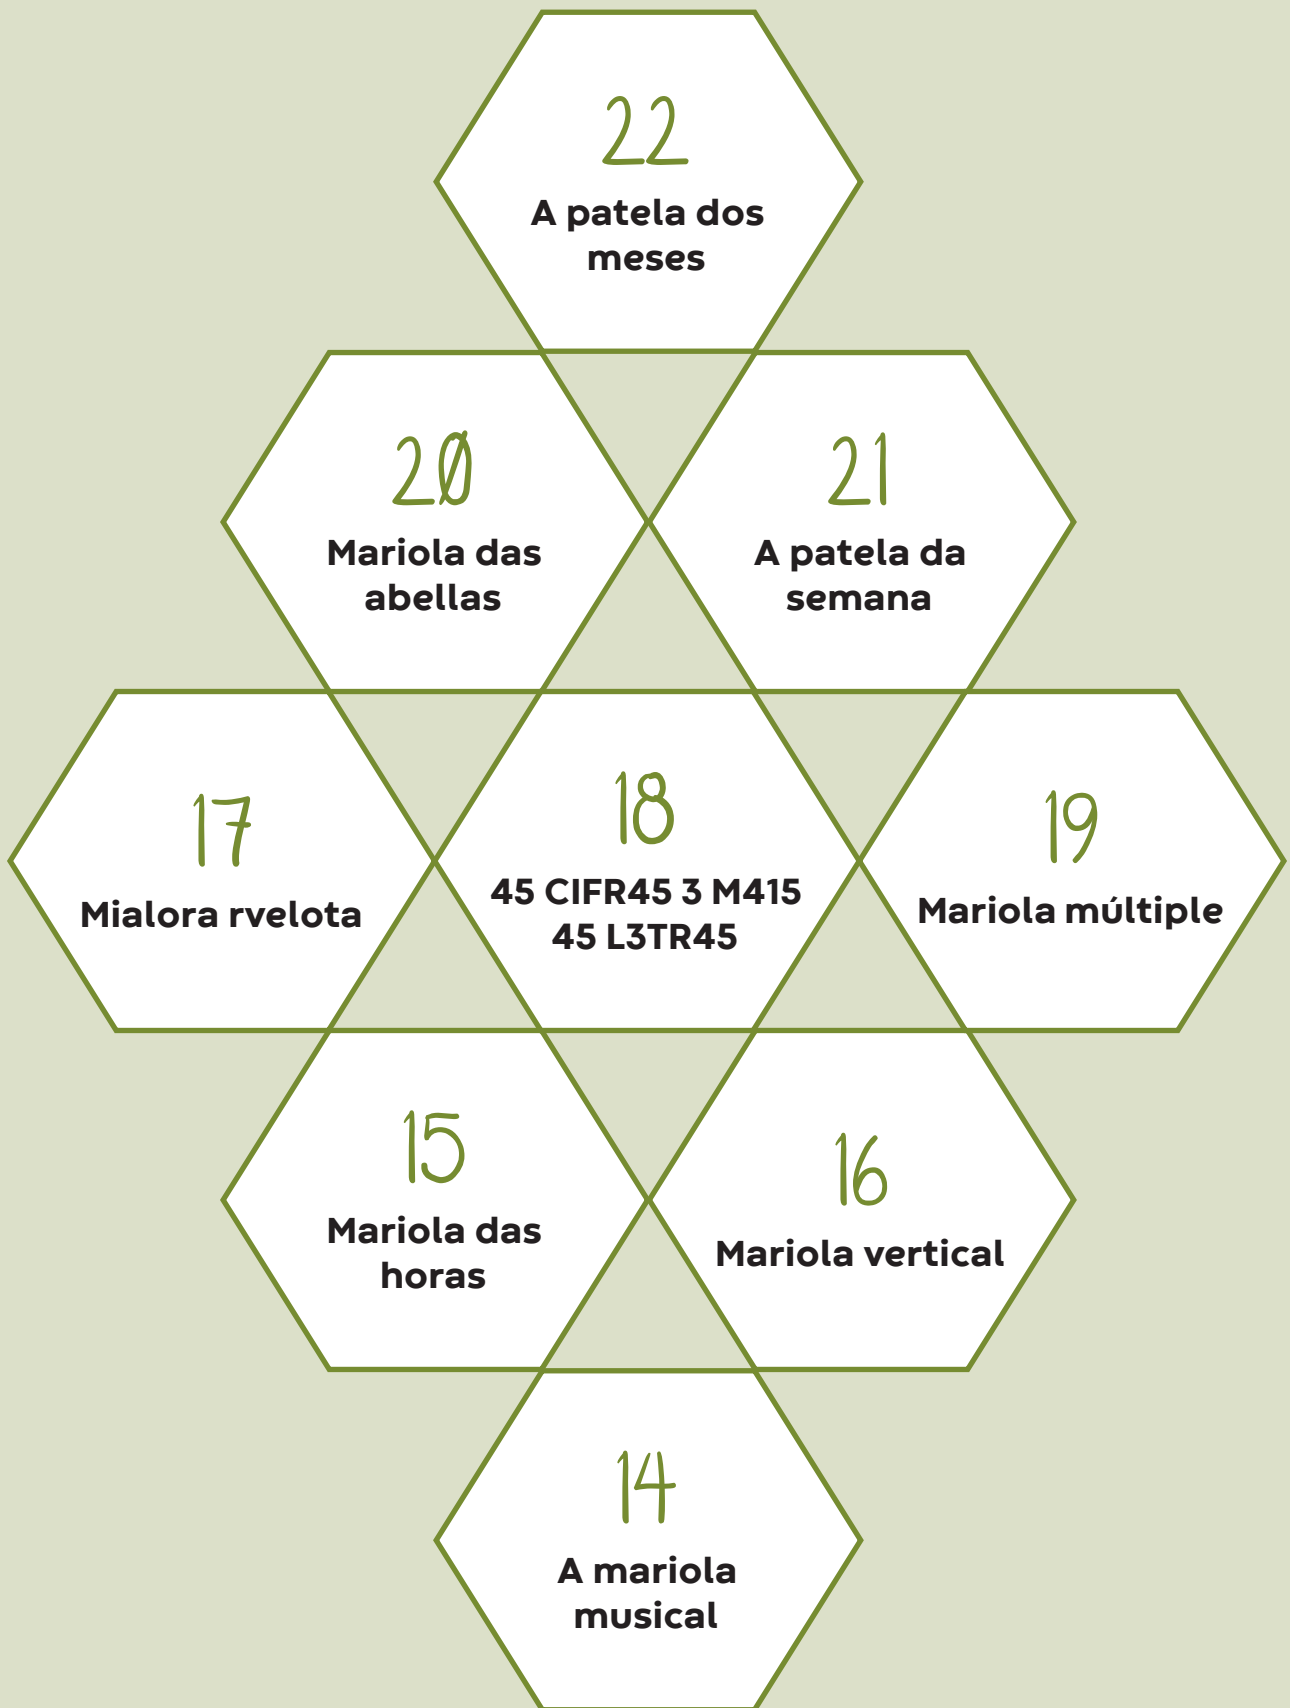 22
A patela dos
meses
20
Mariola das
abellas
21
A patela da
semana
17
Mialora rvelota
18
45 CIFR45 3 M415
45 L3TR45
19
Mariola múltiple
15
Mariola das
horas
16
Mariola vertical
14
A mariola
musical